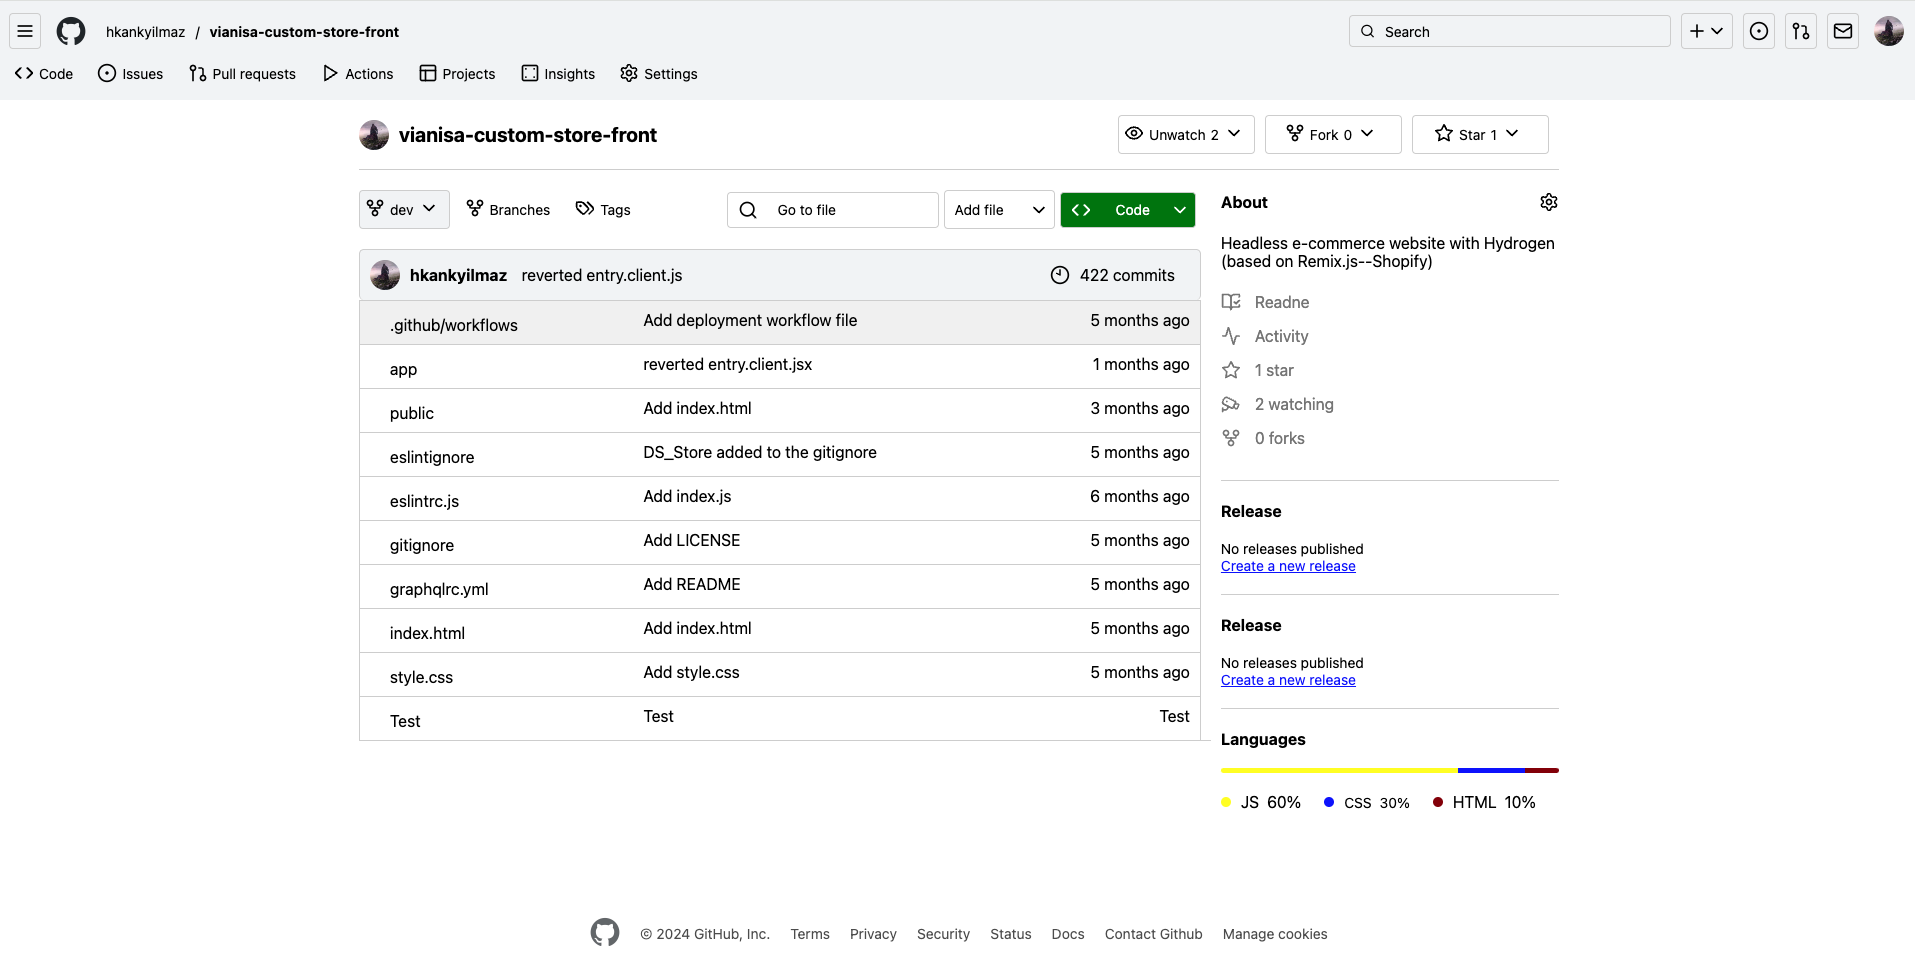 hkankyilmaz / vianisa-custom-store-front
Search
Code Issues Pull requests Actions Projects Insights Settings
vianisa-custom-store-front
Unwatch 2 Fork 0 Star 1
dev Branches Tags Go to file Add file Code
hkankyilmaz reverted entry.client.js 422 commits
.github/workflows Add deployment workflow file 5 months ago
app reverted entry.client.jsx 1 months ago
public Add index.html 3 months ago
eslintignore DS_Store added to the gitignore 5 months ago
eslintrc.js Add index.js 6 months ago
gitignore Add LICENSE 5 months ago
graphqlrc.yml Add README 5 months ago
index.html Add index.html 5 months ago
style.css Add style.css 5 months ago
Test Test Test
About
Headless e-commerce website with Hydrogen
(based on Remix.js--Shopify)
Readne
Activity
1 star
2 watching
0 forks
Release
No releases published
Create a new release
Release
No releases published
Create a new release
Languages
JS 60% CSS 30% HTML 10%
© 2024 GitHub, Inc. Terms Privacy Security Status Docs Contact Github Manage cookies